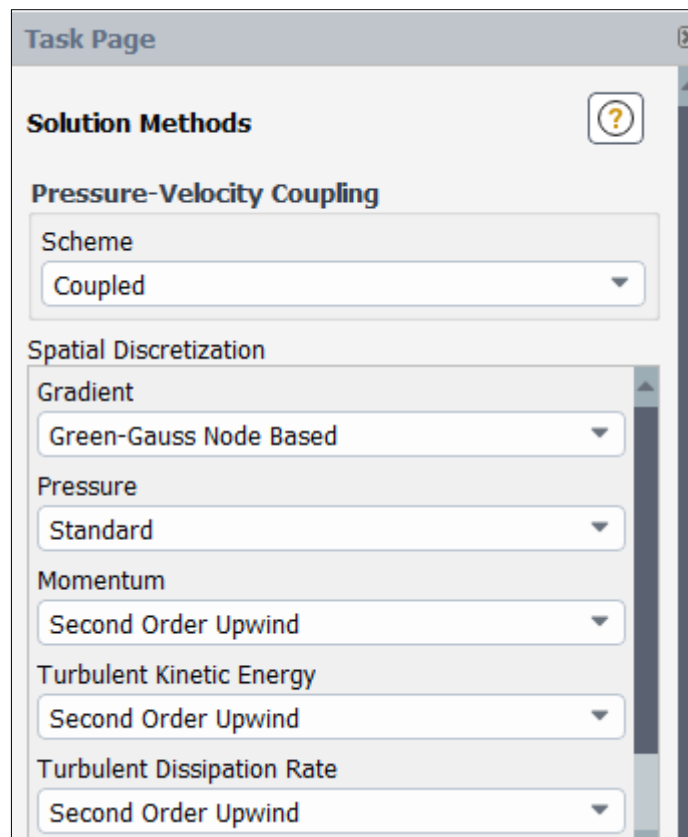 Task Page
Solution Methods
?
Pressure-Velocity Coupling
Scheme
Coupled
Spatial Discretization
Gradient
Green-Gauss Node Based
Pressure
Standard
Momentum
Second Order Upwind
Turbulent Kinetic Energy
Second Order Upwind
Turbulent Dissipation Rate
Second Order Upwind